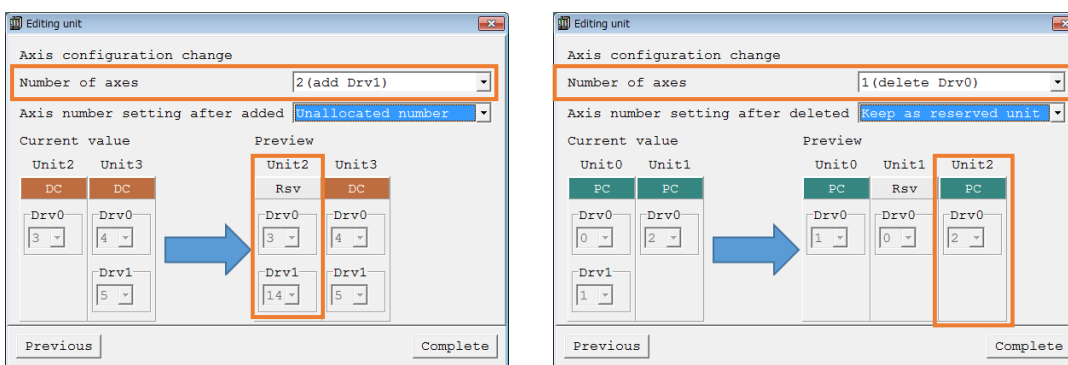 Editing unit
Axis configuration change
Number of axes 2(add Drv1)
Axis number setting after added Unallocated number
Current value Preview
Unit2 Unit3 Unit2 Unit3
DC DC Rsv DC
Drv0 Drv0 Drv0 Drv0
3 4 3 4
Drv1 Drv1 Drv1
5 14 5
Previous Complete
Editing unit
Axis configuration change
Number of axes 1(delete Drv0)
Axis number setting after deleted Keep as reserved unit
Current value Preview
Unit0 Unit1 Unit0 Unit1 Unit2
PC PC PC Rsv PC
Drv0 Drv0 Drv0 Drv0 Drv0
0 2 1 0 2
Drv1
1
Previous Complete